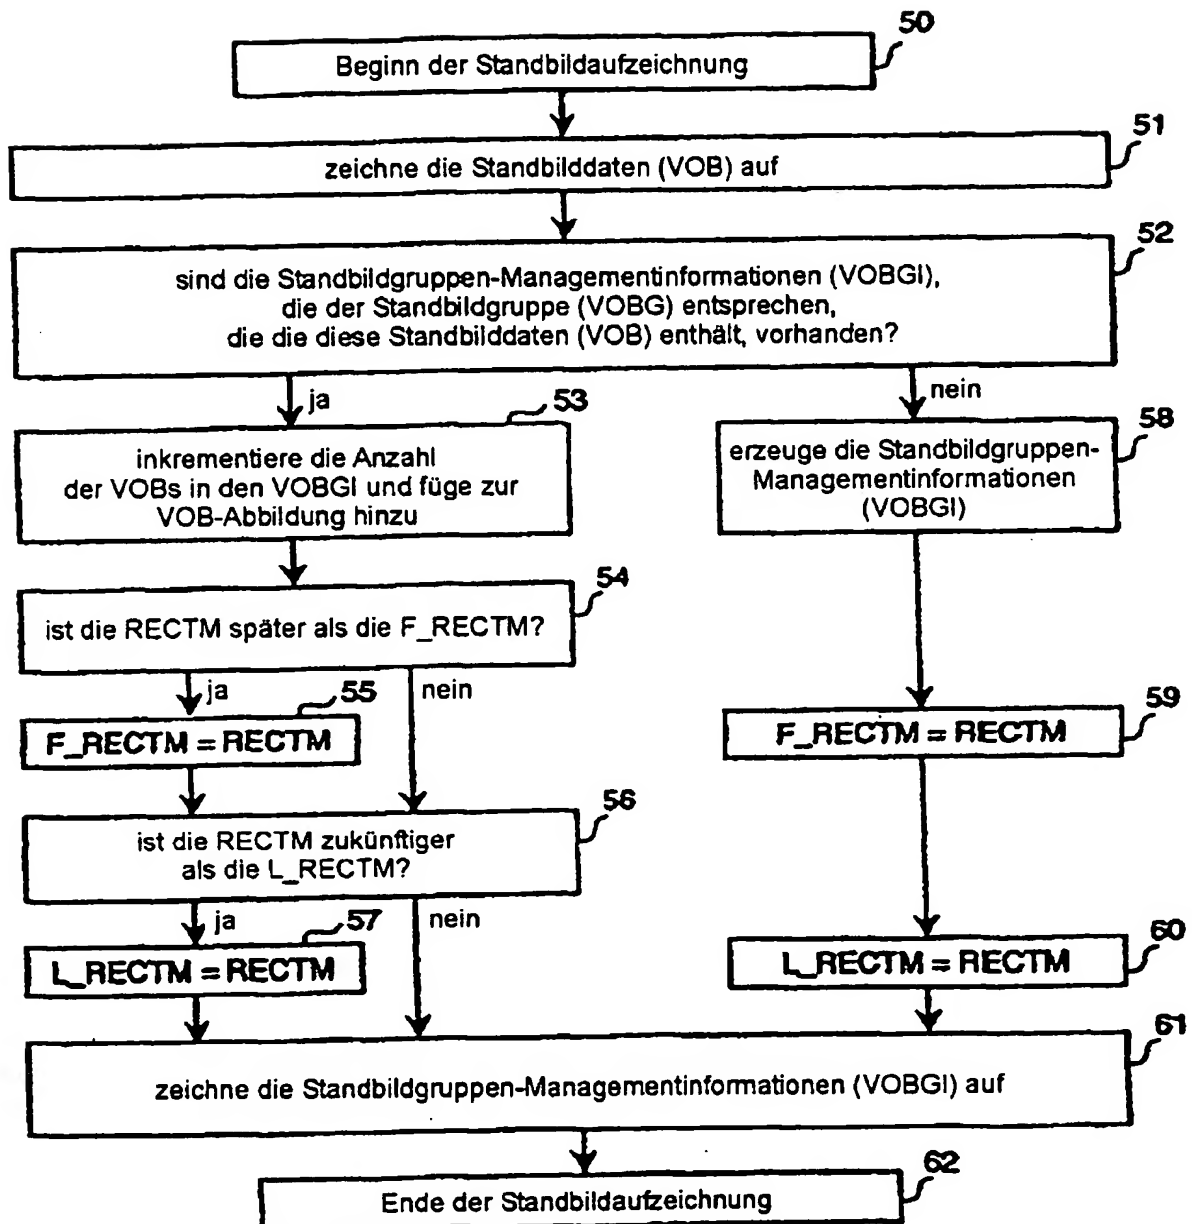 50
Beginn der Standbildaufzeichnung
51
zeichne die Standbilddaten (VOB) auf
52
sind die Standbildgruppen-Managementinformationen (VOBGI),
die der Standbildgruppe (VOBG) entsprechen,
die die diese Standbilddaten (VOB) enthält, vorhanden?
ja
nein
53
inkrementiere die Anzahl
der VOBs in den VOBGI und füge zur
VOB-Abbildung hinzu
58
erzeuge die Standbildgruppen-
Managementinformationen
(VOBGI)
54
ist die RECTM später als die F_RECTM?
ja
nein
55
F_RECTM = RECTM
59
F_RECTM = RECTM
56
ist die RECTM zukünftiger
als die L_RECTM?
ja
nein
57
L_RECTM = RECTM
60
L_RECTM = RECTM
61
zeichne die Standbildgruppen-Managementinformationen (VOBGI) auf
62
Ende der Standbildaufzeichnung